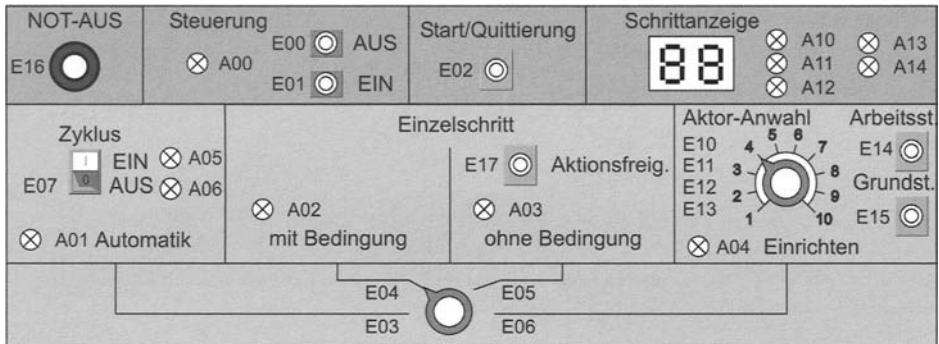 NOT-AUS
E16
Steuerung
A00
E00 AUS
E01 EIN
Start/Quittierung
E02
Schrittanzeige
88
A10
A11
A12
A13
A14
Zyklus
E07
I EIN A05
0 AUS A06
A01 Automatik
Einzelschritt
A02
mit Bedingung
E17 Aktionsfreig.
A03
ohne Bedingung
Aktor-Anwahl
E10
E11
E12
E13
1 2 3 4 5 6 7 8 9 10
A04 Einrichten
Arbeitsst.
E14
Grundst.
E15
E04 E05
E03 E06